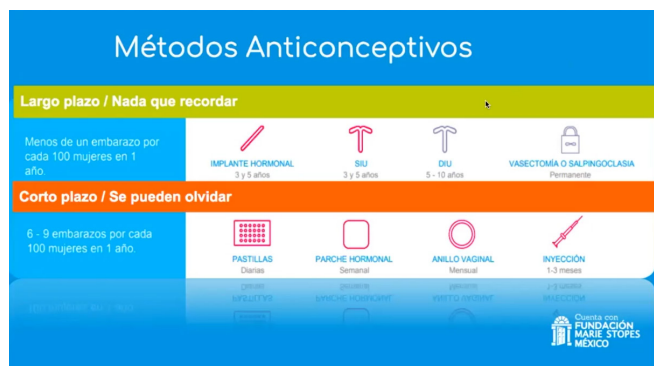 Métodos Anticonceptivos
Largo plazo / Nada que recordar
Menos de un embarazo por
cada 100 mujeres en 1
año.
IMPLANTE HORMONAL
3 y 5 años
SIU
3 y 5 años
DIU
5 - 10 años
VASECTOMÍA O SALPINGOCLASIA
Permanente
Corto plazo / Se pueden olvidar
6 - 9 embarazos por cada
100 mujeres en 1 año.
PASTILLAS
Diarias
PARCHE HORMONAL
Semanal
ANILLO VAGINAL
Mensual
INYECCIÓN
1-3 meses
Cuenta con
FUNDACIÓN
MARIE STOPES
MÉXICO